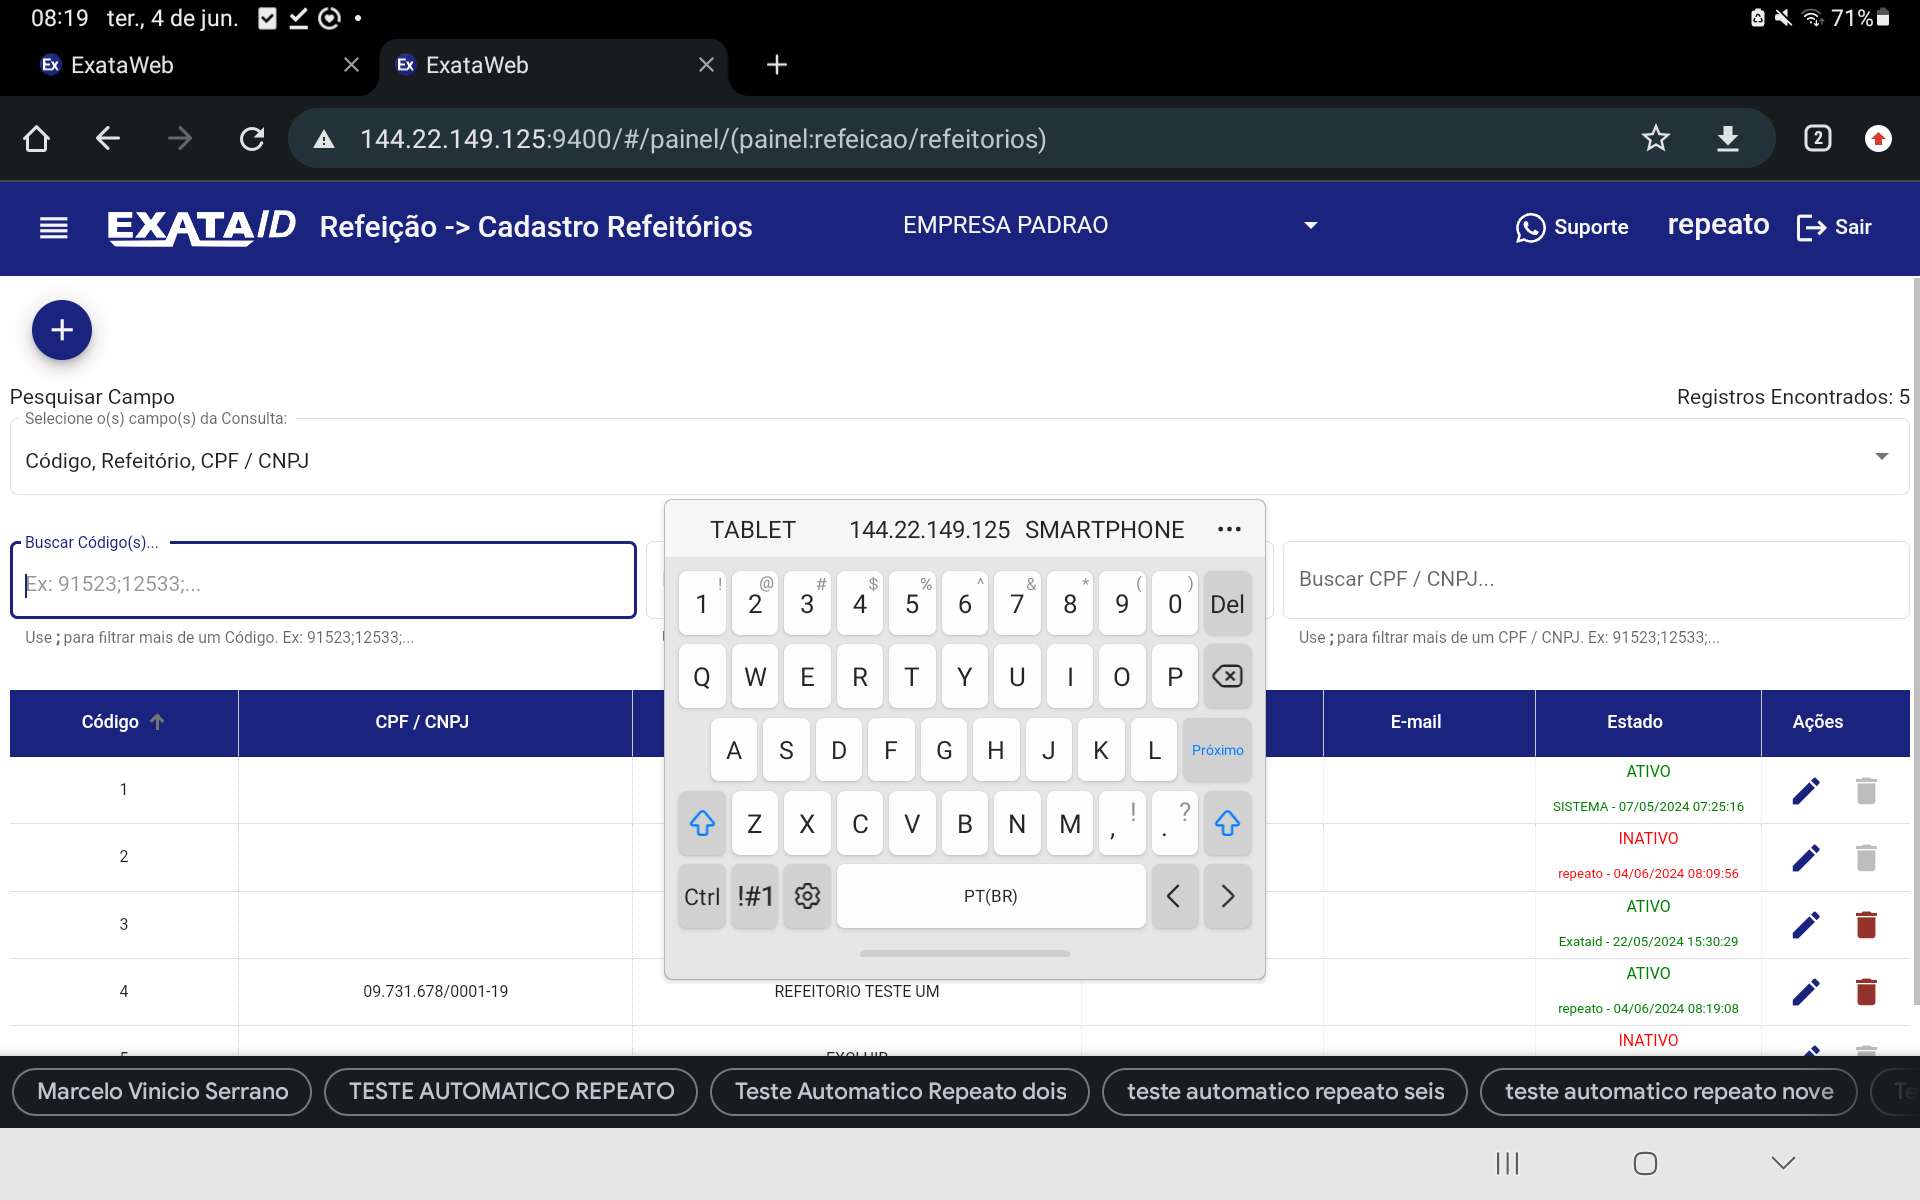 08:19 ter., 4 de jun.
71%
ExataWeb
ExataWeb
144.22.149.125:9400/#/painel/(painel:refeicao/refeitorios)
2
EXATAID
Refeição -> Cadastro Refeitórios
EMPRESA PADRAO
Suporte
repeato
Sair
Pesquisar Campo
Registros Encontrados: 5
Selecione o(s) campo(s) da Consulta:
Código, Refeitório, CPF / CNPJ
Buscar Código(s)...
Ex: 91523;12533;...
Use ; para filtrar mais de um Código. Ex: 91523;12533;...
Buscar CPF / CNPJ...
Use ; para filtrar mais de um CPF / CNPJ. Ex: 91523;12533;...
TABLET 144.22.149.125 SMARTPHONE
! @ # $ % ^ & * ( )
1 2 3 4 5 6 7 8 9 0 Del
Q W E R T Y U I O P
A S D F G H J K L Próximo
Z X C V B N M , ! . ?
Ctrl !#1 PT(BR) < >
Código CPF / CNPJ E-mail Estado Ações
1 ATIVO
SISTEMA - 07/05/2024 07:25:16
2 INATIVO
repeato - 04/06/2024 08:09:56
3 ATIVO
Exataid - 22/05/2024 15:30:29
4 09.731.678/0001-19 REFEITORIO TESTE UM ATIVO
repeato - 04/06/2024 08:19:08
5 EXCLUIR INATIVO
Marcelo Vinicio Serrano
TESTE AUTOMATICO REPEATO
Teste Automatico Repeato dois
teste automatico repeato seis
teste automatico repeato nove
Te